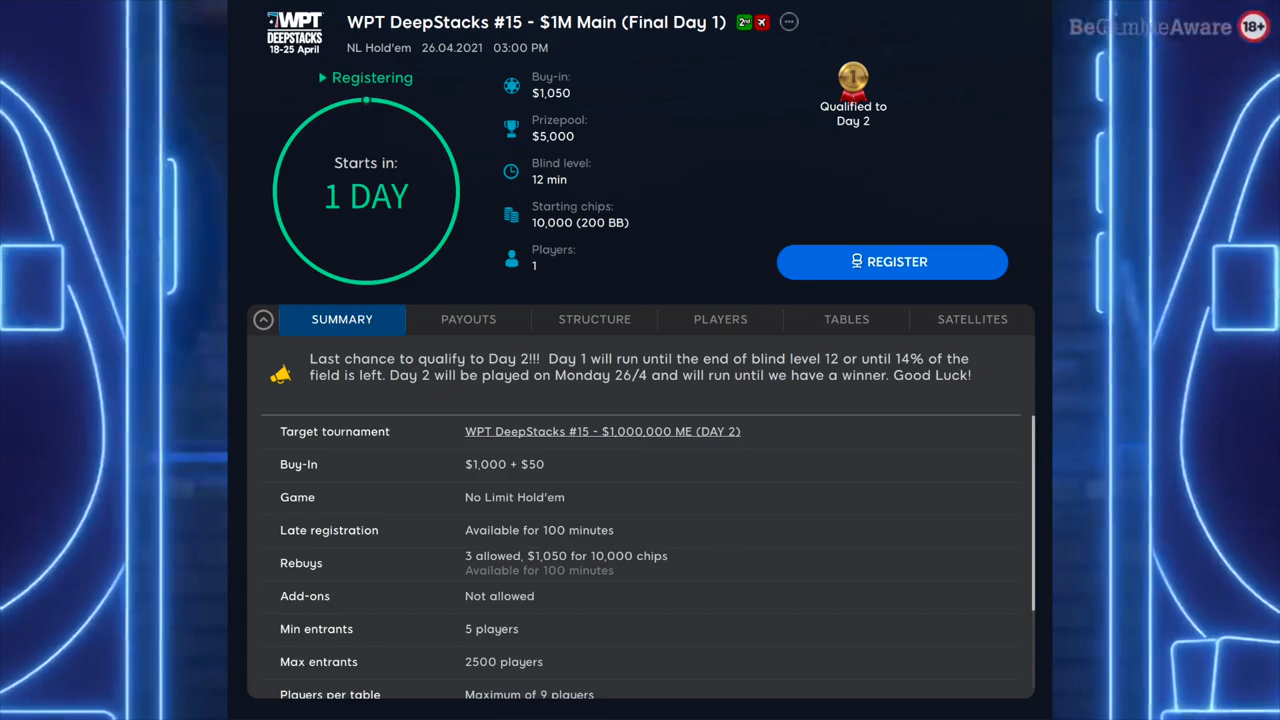 WPT
DEEPSTACKS
18-25 April
WPT DeepStacks #15 - $1M Main (Final Day 1)
2nd
NL Hold'em 26.04.2021 03:00 PM
BeGambleAware 18+
Registering
Starts in:
1 DAY
Buy-in:
$1,050
Prizepool:
$5,000
Blind level:
12 min
Starting chips:
10,000 (200 BB)
Players:
1
1
Qualified to
Day 2
REGISTER
SUMMARY PAYOUTS STRUCTURE PLAYERS TABLES SATELLITES
Last chance to qualify to Day 2!!! Day 1 will run until the end of blind level 12 or until 14% of the
field is left. Day 2 will be played on Monday 26/4 and will run until we have a winner. Good Luck!
Target tournament WPT DeepStacks #15 - $1,000,000 ME (DAY 2)
Buy-In $1,000 + $50
Game No Limit Hold'em
Late registration Available for 100 minutes
Rebuys 3 allowed, $1,050 for 10,000 chips
Available for 100 minutes
Add-ons Not allowed
Min entrants 5 players
Max entrants 2500 players
Players per table Maximum of 9 players